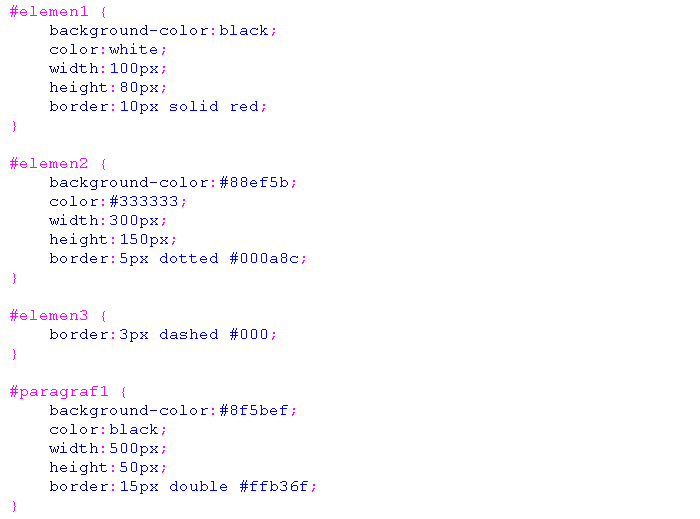 #elemen1 {
    background-color:black;
    color:white;
    width:100px;
    height:80px;
    border:10px solid red;
}

#elemen2 {
    background-color:#88ef5b;
    color:#333333;
    width:300px;
    height:150px;
    border:5px dotted #000a8c;
}

#elemen3 {
    border:3px dashed #000;
}

#paragraf1 {
    background-color:#8f5bef;
    color:black;
    width:500px;
    height:50px;
    border:15px double #ffb36f;
}